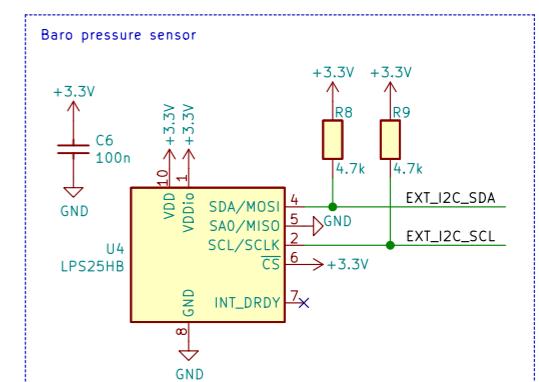 Baro pressure sensor
+3.3V
C6
100n
GND
+3.3V
+3.3V
10
1
VDD
VDDio
U4
LPS25HB
SDA/MOSI 4
SA0/MISO 5
SCL/SCLK 2
CS 6
INT_DRDY 7
GND
8
GND
+3.3V
+3.3V
R8
R9
4.7k
4.7k
EXT_I2C_SDA
GND
EXT_I2C_SCL
+3.3V